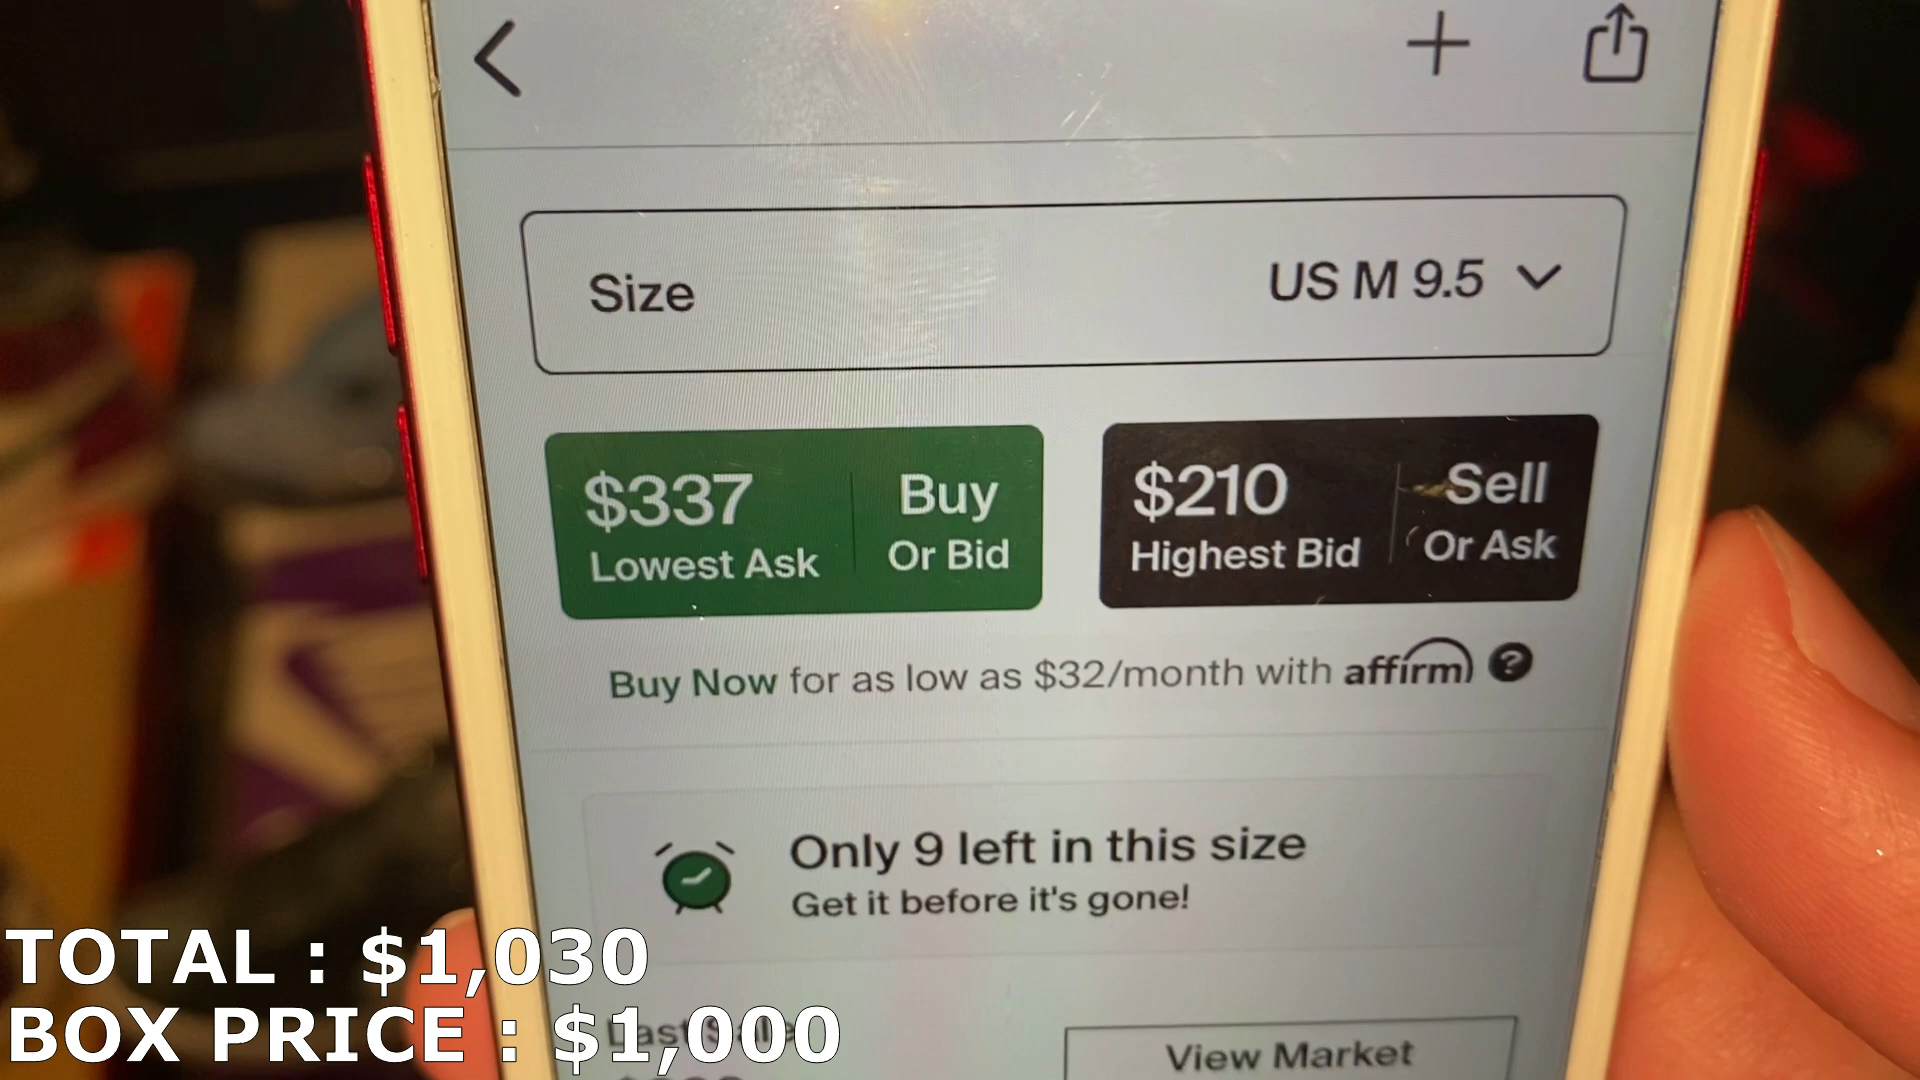 Size
US M 9.5
$337
Lowest Ask
Buy
Or Bid
$210
Highest Bid
Sell
Or Ask
Buy Now for as low as $32/month with affirm ?
Only 9 left in this size
Get it before it's gone!
TOTAL : $1,030
BOX PRICE : $1,000
Last Sale
View Market